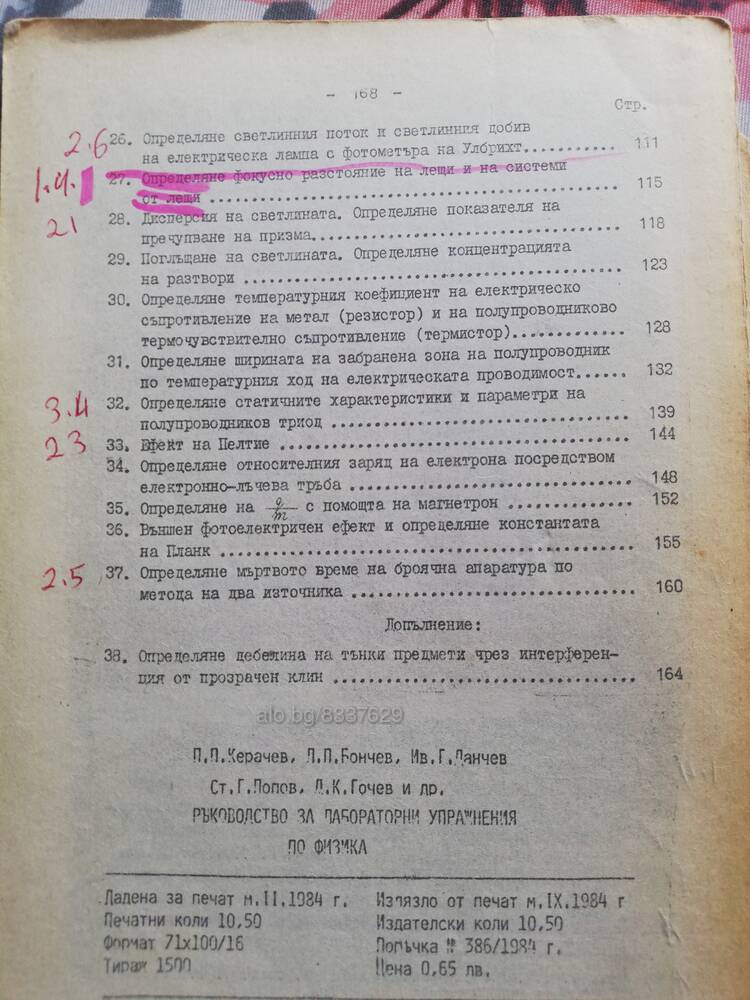 - 168 -
Стр.
2.6
26. Определяне светлинния поток и светлинния добив
на електрическа лампа с фотометъра на Улбрихт........... 111
1.4.
27. Определяне фокусно разстояние на лещи и на системи
от лещи ........................................ 115
21
28. Дисперсия на светлината. Определяне показателя на
пречупване на призма................................ 118
29. Поглъщане на светлината. Определяне концентрацията
на разтвори ........................................ 123
30. Определяне температурния коефициент на електрическо
съпротивление на метал (резистор) и на полупроводниково
термочувствително съпротивление (термистор)............. 128
31. Определяне ширината на забранена зона на полупроводник
по температурния ход на електрическата проводимост...... 132
3.4
32. Определяне статичните характеристики и параметри на
полупроводников триод .............................. 139
23
33. Ефект на Пелтие .................................... 144
34. Определяне относителния заряд на електрона посредством
електронно-лъчева тръба .............................. 148
35. Определяне на e/m с помощта на магнетрон ............... 152
36. Външен фотоелектричен ефект и определяне константата
на Планк .......................................... 155
2.5
37. Определяне мъртвото време на броячна апаратура по
метода на два източника .............................. 160
Допълнение:
38. Определяне дебелина на тънки предмети чрез интерферен-
ция от прозрачен клин .............................. 164
alo.bg/8337629
П.П.Керачев, Л.П.Бончев, Ив.Г.Данчев
Ст.Г.Попов, Д.К.Гочев и др.
РЪКОВОДСТВО ЗА ЛАБОРАТОРНИ УПРАЖНЕНИЯ
ПО ФИЗИКА
Дадена за печат м.II.1984 г. Излязло от печат м.IX.1984 г
Печатни коли 10,50 Издателски коли 10,50
Формат 71х100/16 Поръчка № 386/1984 г.
Тираж 1500 Цена 0,65 лв.